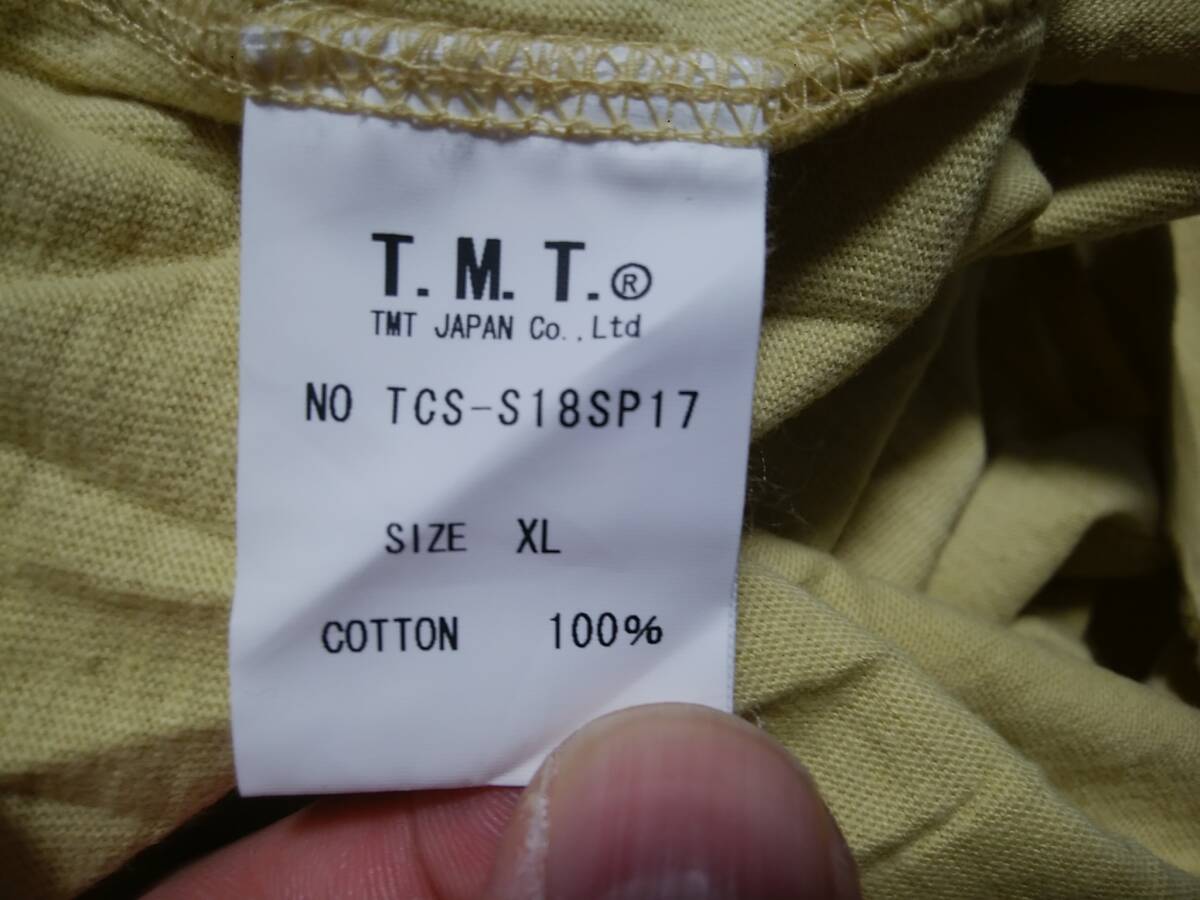 T.M.T.®
TMT JAPAN Co.,Ltd
NO TCS-S18SP17
SIZE XL
COTTON 100%